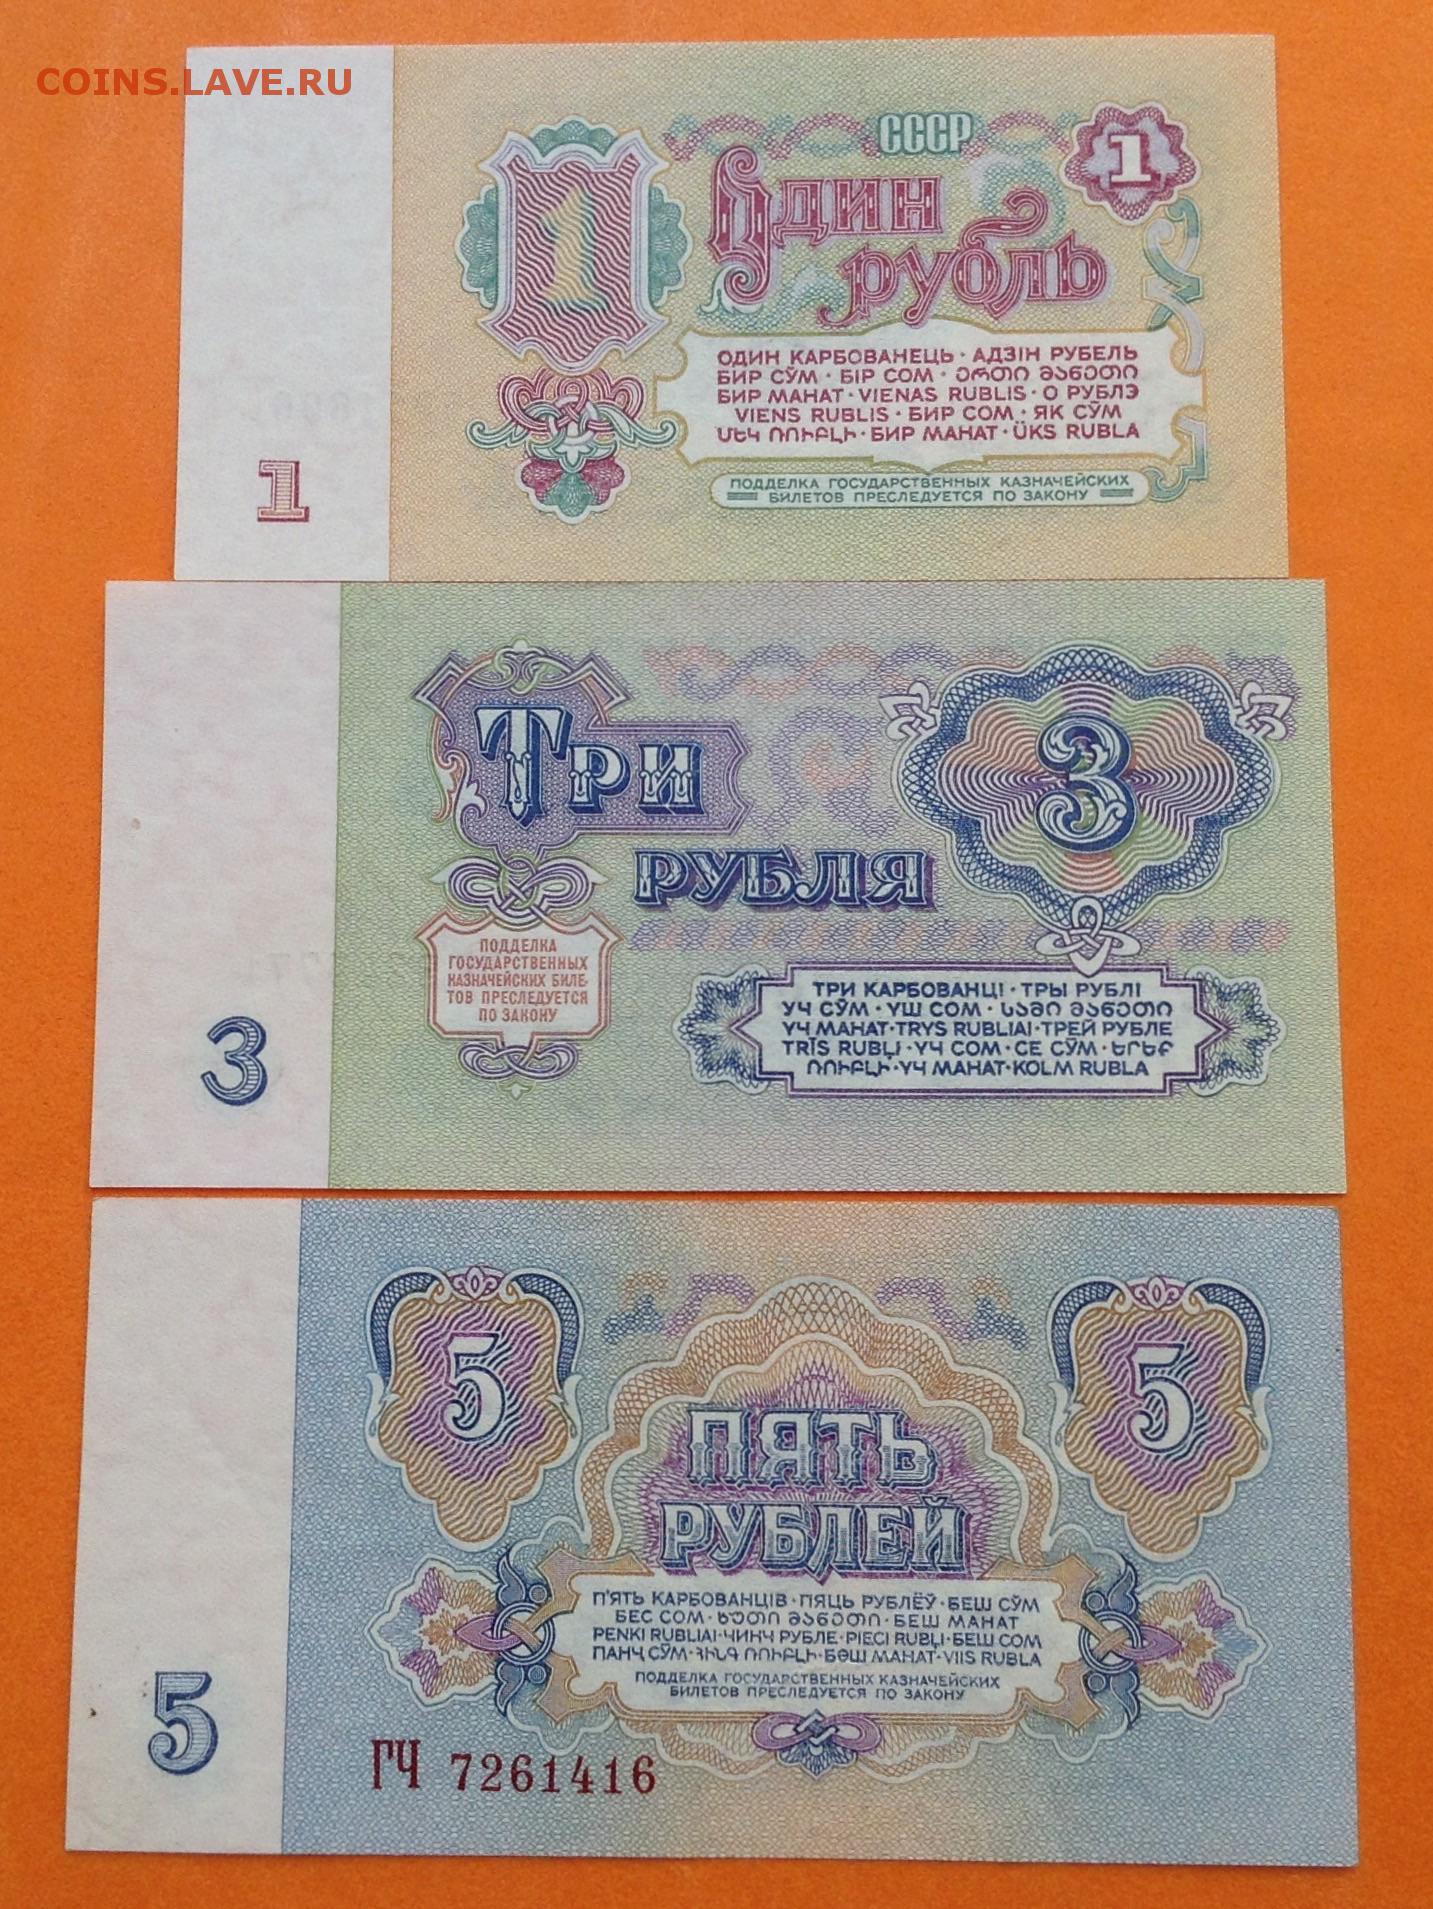 COINS.LAVE.RU
СССР
1
1
Один
рубль
ОДИН КАРБОВАНЕЦЬ · АДЗІН РУБЕЛЬ
БИР СЎМ · БІР СОМ · ᲔᲠᲗᲘ ᲛᲐᲜᲔᲗᲘ
БИР МАНАТ · VIENAS RUBLIS · О РУБЛЭ
VIENS RUBLIS · БИР СОМ · ЯК СЎМ
ՄԵԿ ՌՈՒԲԼԻ · БИР МАНАТ · ÜKS RUBLA
ПОДДЕЛКА ГОСУДАРСТВЕННЫХ КАЗНАЧЕЙСКИХ
БИЛЕТОВ ПРЕСЛЕДУЕТСЯ ПО ЗАКОНУ
1
Три
3
РУБЛЯ
ПОДДЕЛКА
ГОСУДАРСТВЕННЫХ
КАЗНАЧЕЙСКИХ БИЛЕ-
ТОВ ПРЕСЛЕДУЕТСЯ
ПО ЗАКОНУ
ТРИ КАРБОВАНЦІ · ТРЫ РУБЛІ
УЧ СЎМ · ҮШ СОМ · ᲡᲐᲛᲘ ᲛᲐᲜᲔᲗᲘ
ҮЧ МАНАТ · TRYS RUBLIAI · ТРЕЙ РУБЛЕ
TRĪS RUBĻI · ҮЧ СОМ · СЕ СЎМ · ԵՐԵՔ
ՌՈՒԲԼԻ · ҮЧ МАНАТ · KOLM RUBLA
3
5
5
ПЯТЬ
РУБЛЕЙ
П'ЯТЬ КАРБОВАНЦІВ · ПЯЦЬ РУБЛЁЎ · БЕШ СЎМ
БЕС СОМ · ᲮᲣᲗᲘ ᲛᲐᲜᲔᲗᲘ · БЕШ МАНАТ
PENKI RUBLIAI · ЧИНЧ РУБЛЕ · PIECI RUBĻI · БЕШ СОМ
ПАНҶ СЎМ · ՀԻՆԳ ՌՈՒԲԼԻ · БӘШ МАНАТ · VIIS RUBLA
ПОДДЕЛКА ГОСУДАРСТВЕННЫХ КАЗНАЧЕЙСКИХ
БИЛЕТОВ ПРЕСЛЕДУЕТСЯ ПО ЗАКОНУ
5
ГЧ 7261416